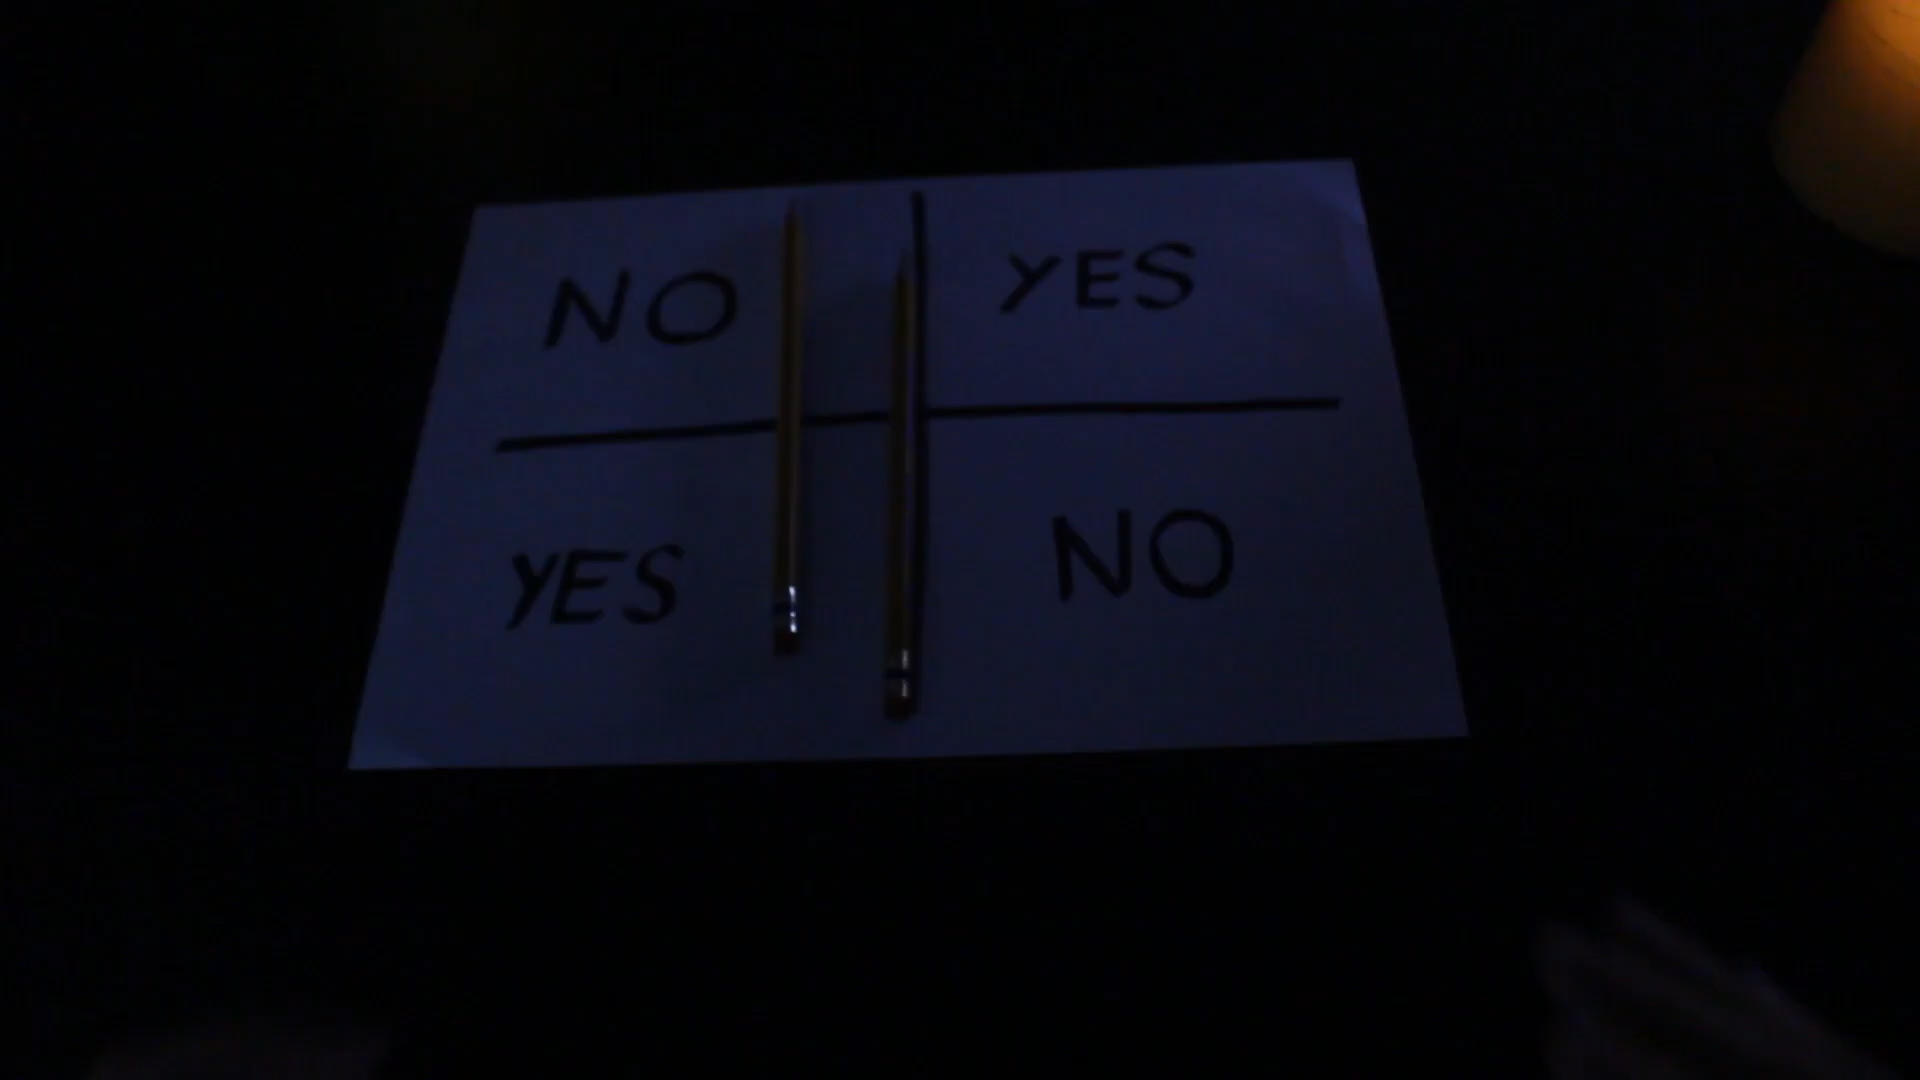 NO YES
YES NO